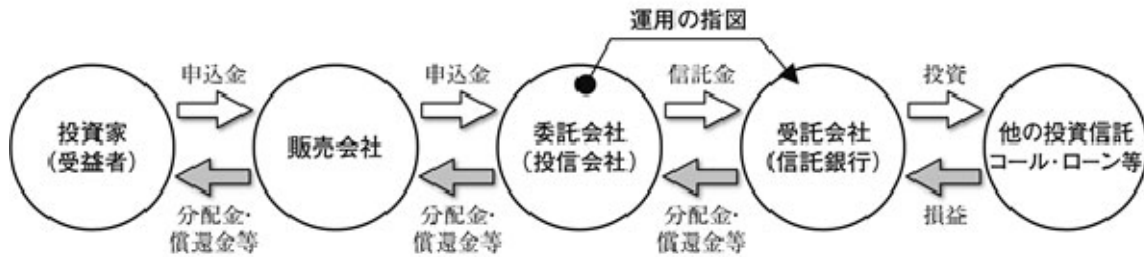 運用の指図
申込金
申込金
信託金
投資
投資家
(受益者)
販売会社
委託会社
(投信会社)
受託会社
(信託銀行)
他の投資信託
コール・ローン等
分配金・
償還金等
分配金・
償還金等
分配金・
償還金等
損益